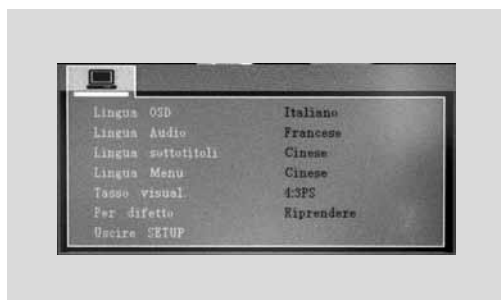 Lingua OSD Italiano
Lingua Audio Francese
Lingua sottotitoli Cinese
Lingua Menu Cinese
Tasso visual. 4:3PS
Per difetto Riprendere
Uscire SETUP